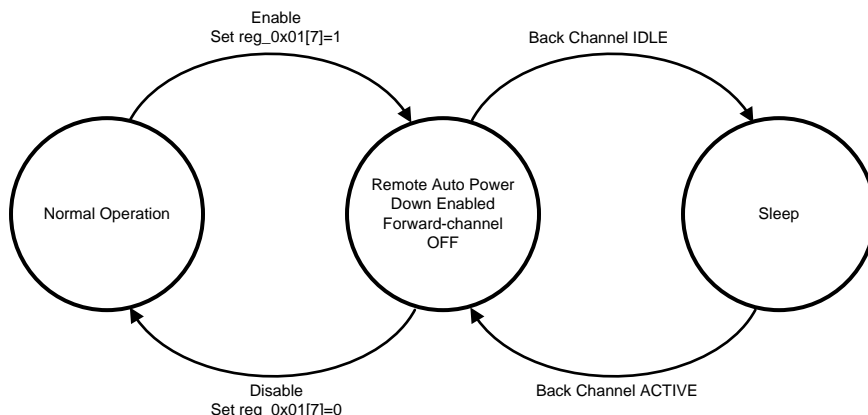 Enable
Set reg_0x01[7]=1
Back Channel IDLE
Normal Operation
Remote Auto Power
Down Enabled
Forward-channel
OFF
Sleep
Disable
Set reg_0x01[7]=0
Back Channel ACTIVE